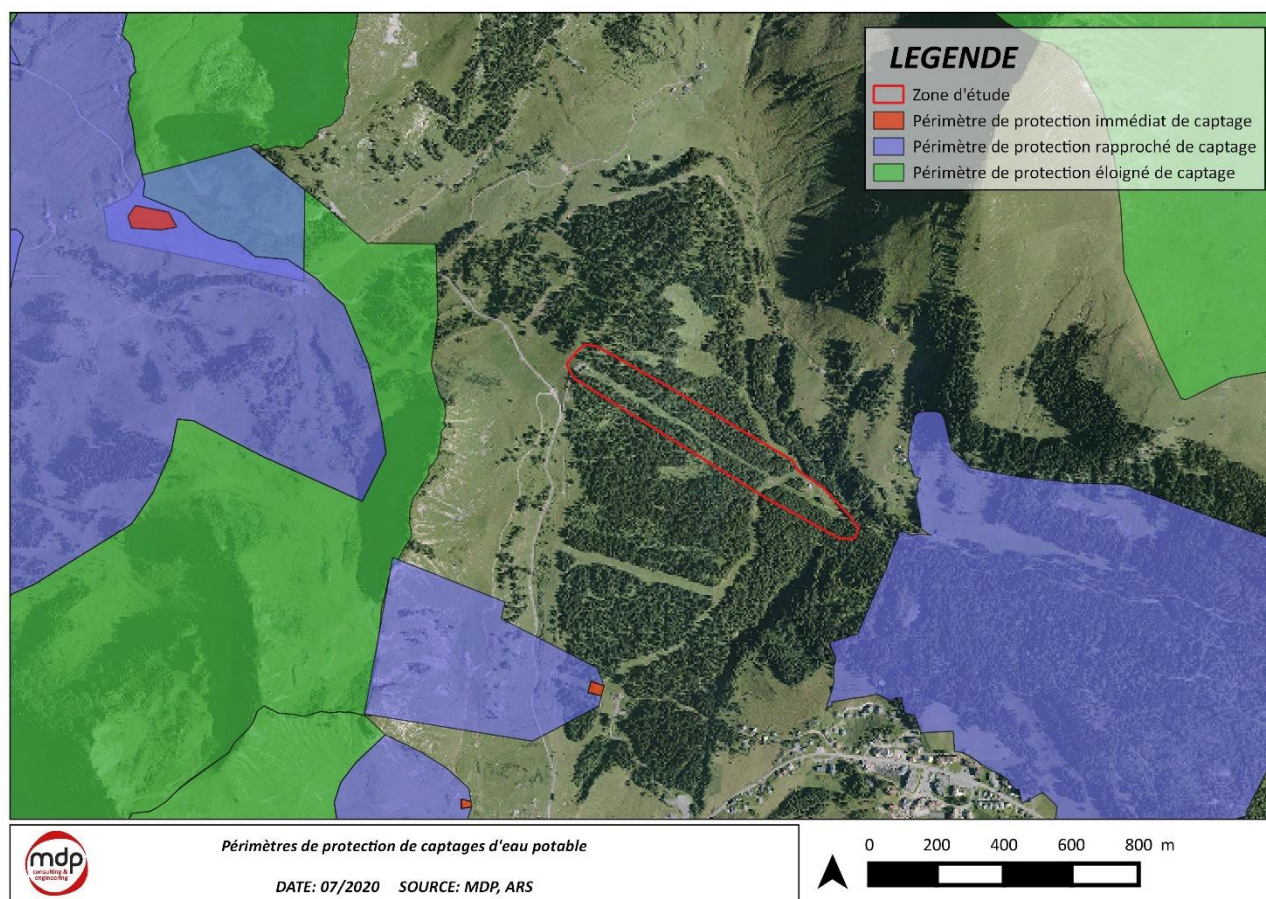 LEGENDE
Zone d'étude
Périmètre de protection immédiat de captage
Périmètre de protection rapproché de captage
Périmètre de protection éloigné de captage
mdp
consulting &
engineering
Périmètres de protection de captages d'eau potable
DATE: 07/2020 SOURCE: MDP, ARS
0 200 400 600 800 m